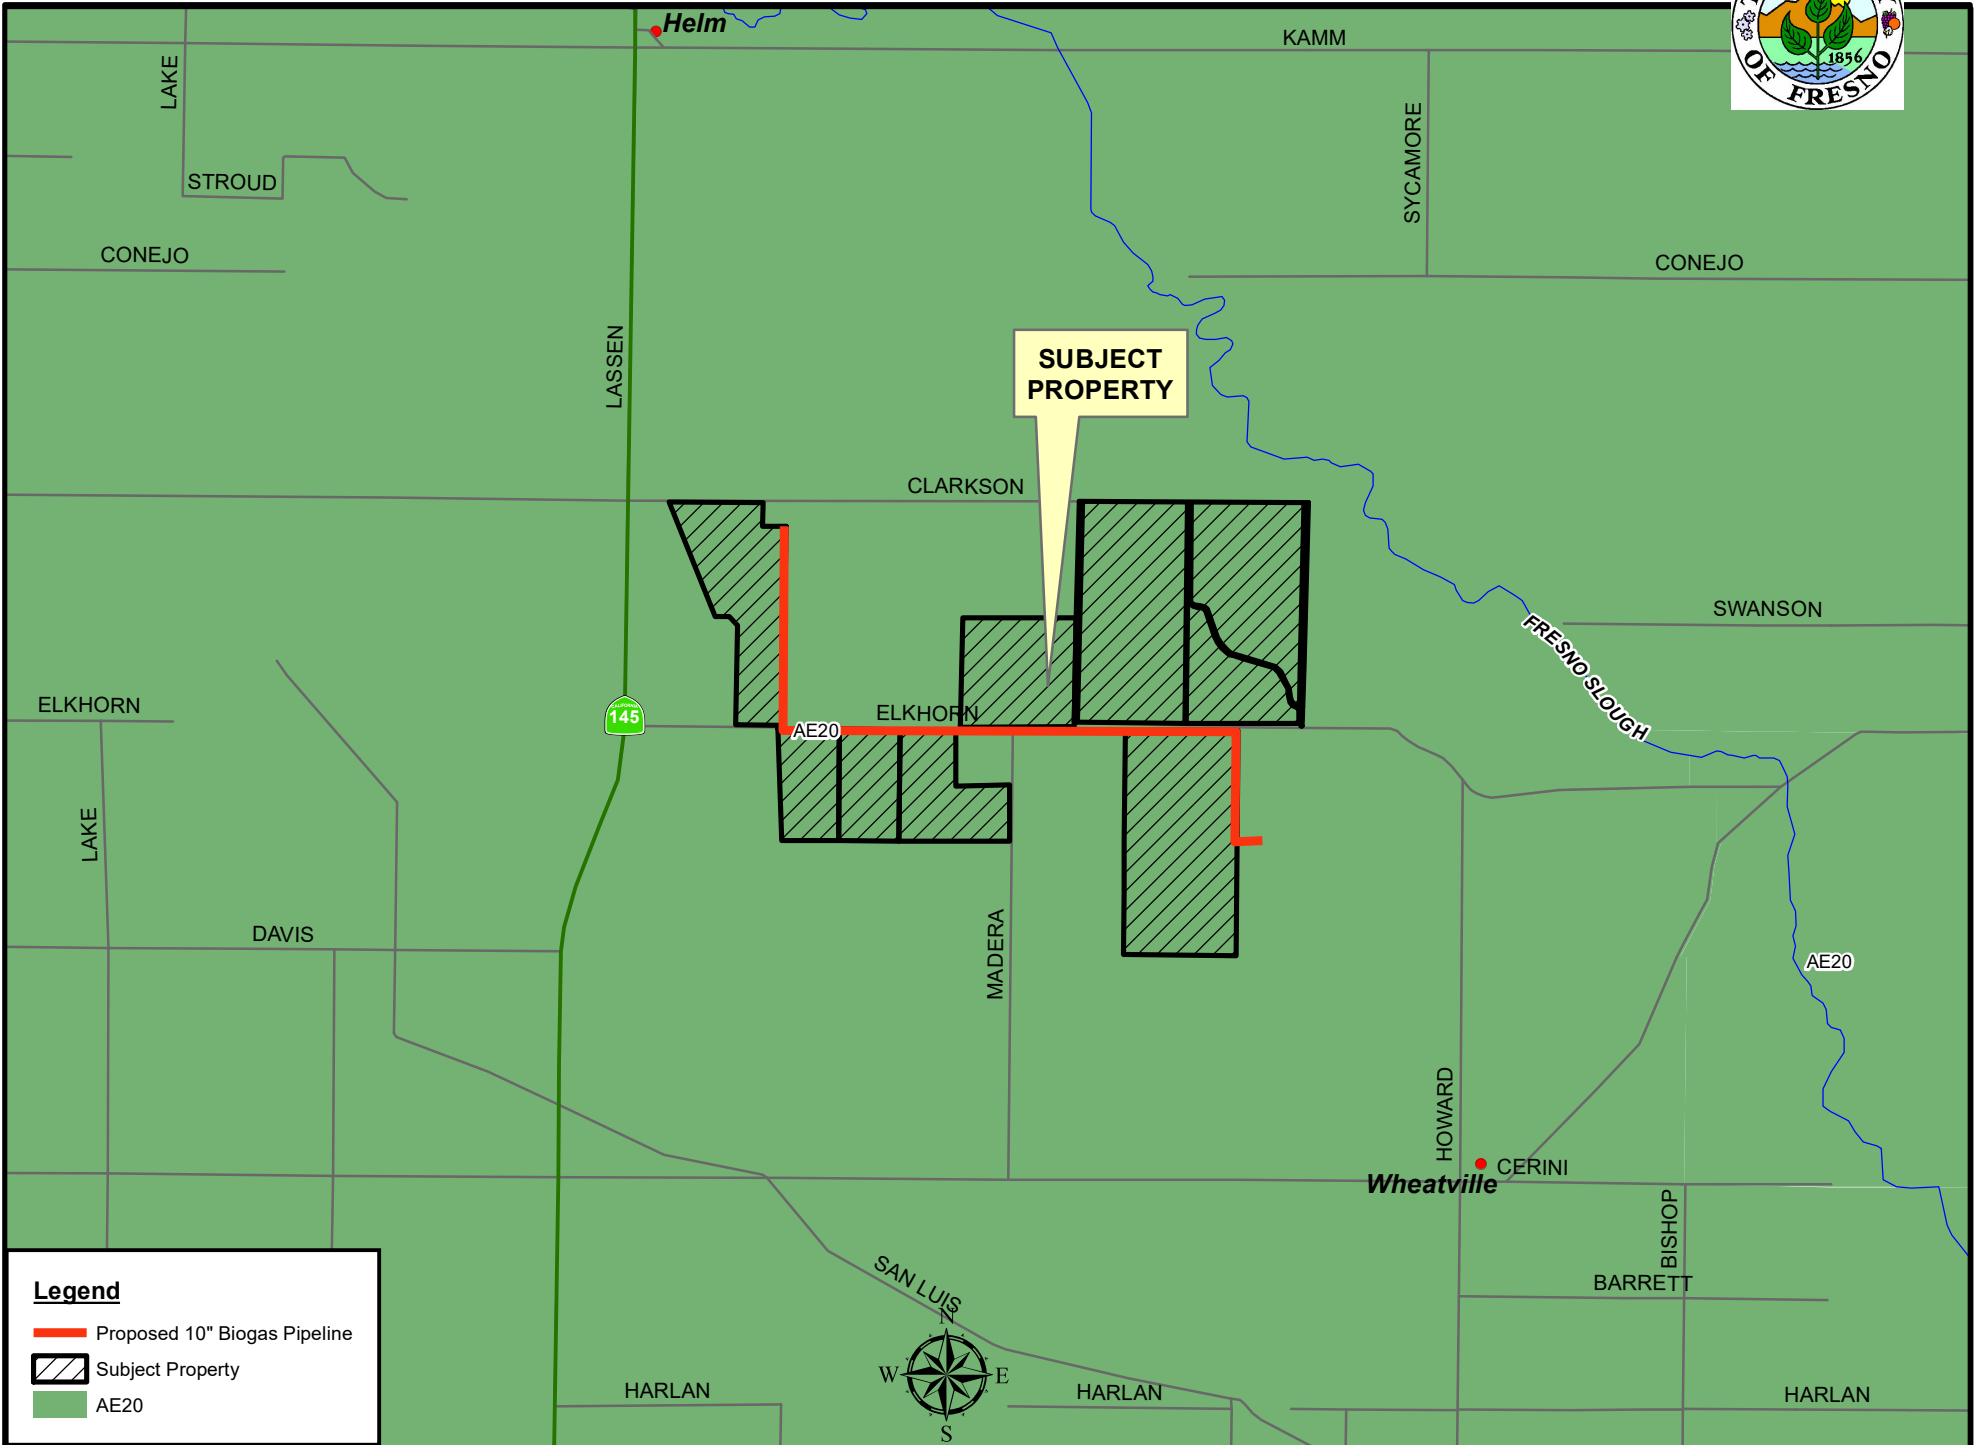 Helm
KAMM
1856
OF FRESNO
LAKE
SYCAMORE
STROUD
CONEJO
CONEJO
LASSEN
SUBJECT
PROPERTY
CLARKSON
SWANSON
FRESNO SLOUGH
ELKHORN
CALIFORNIA
145
ELKHORN
AE20
LAKE
DAVIS
MADERA
AE20
HOWARD
CERINI
Wheatville
BISHOP
SAN LUIS
BARRETT
Legend
Proposed 10" Biogas Pipeline
Subject Property
AE20
N
W
E
S
HARLAN
HARLAN
HARLAN